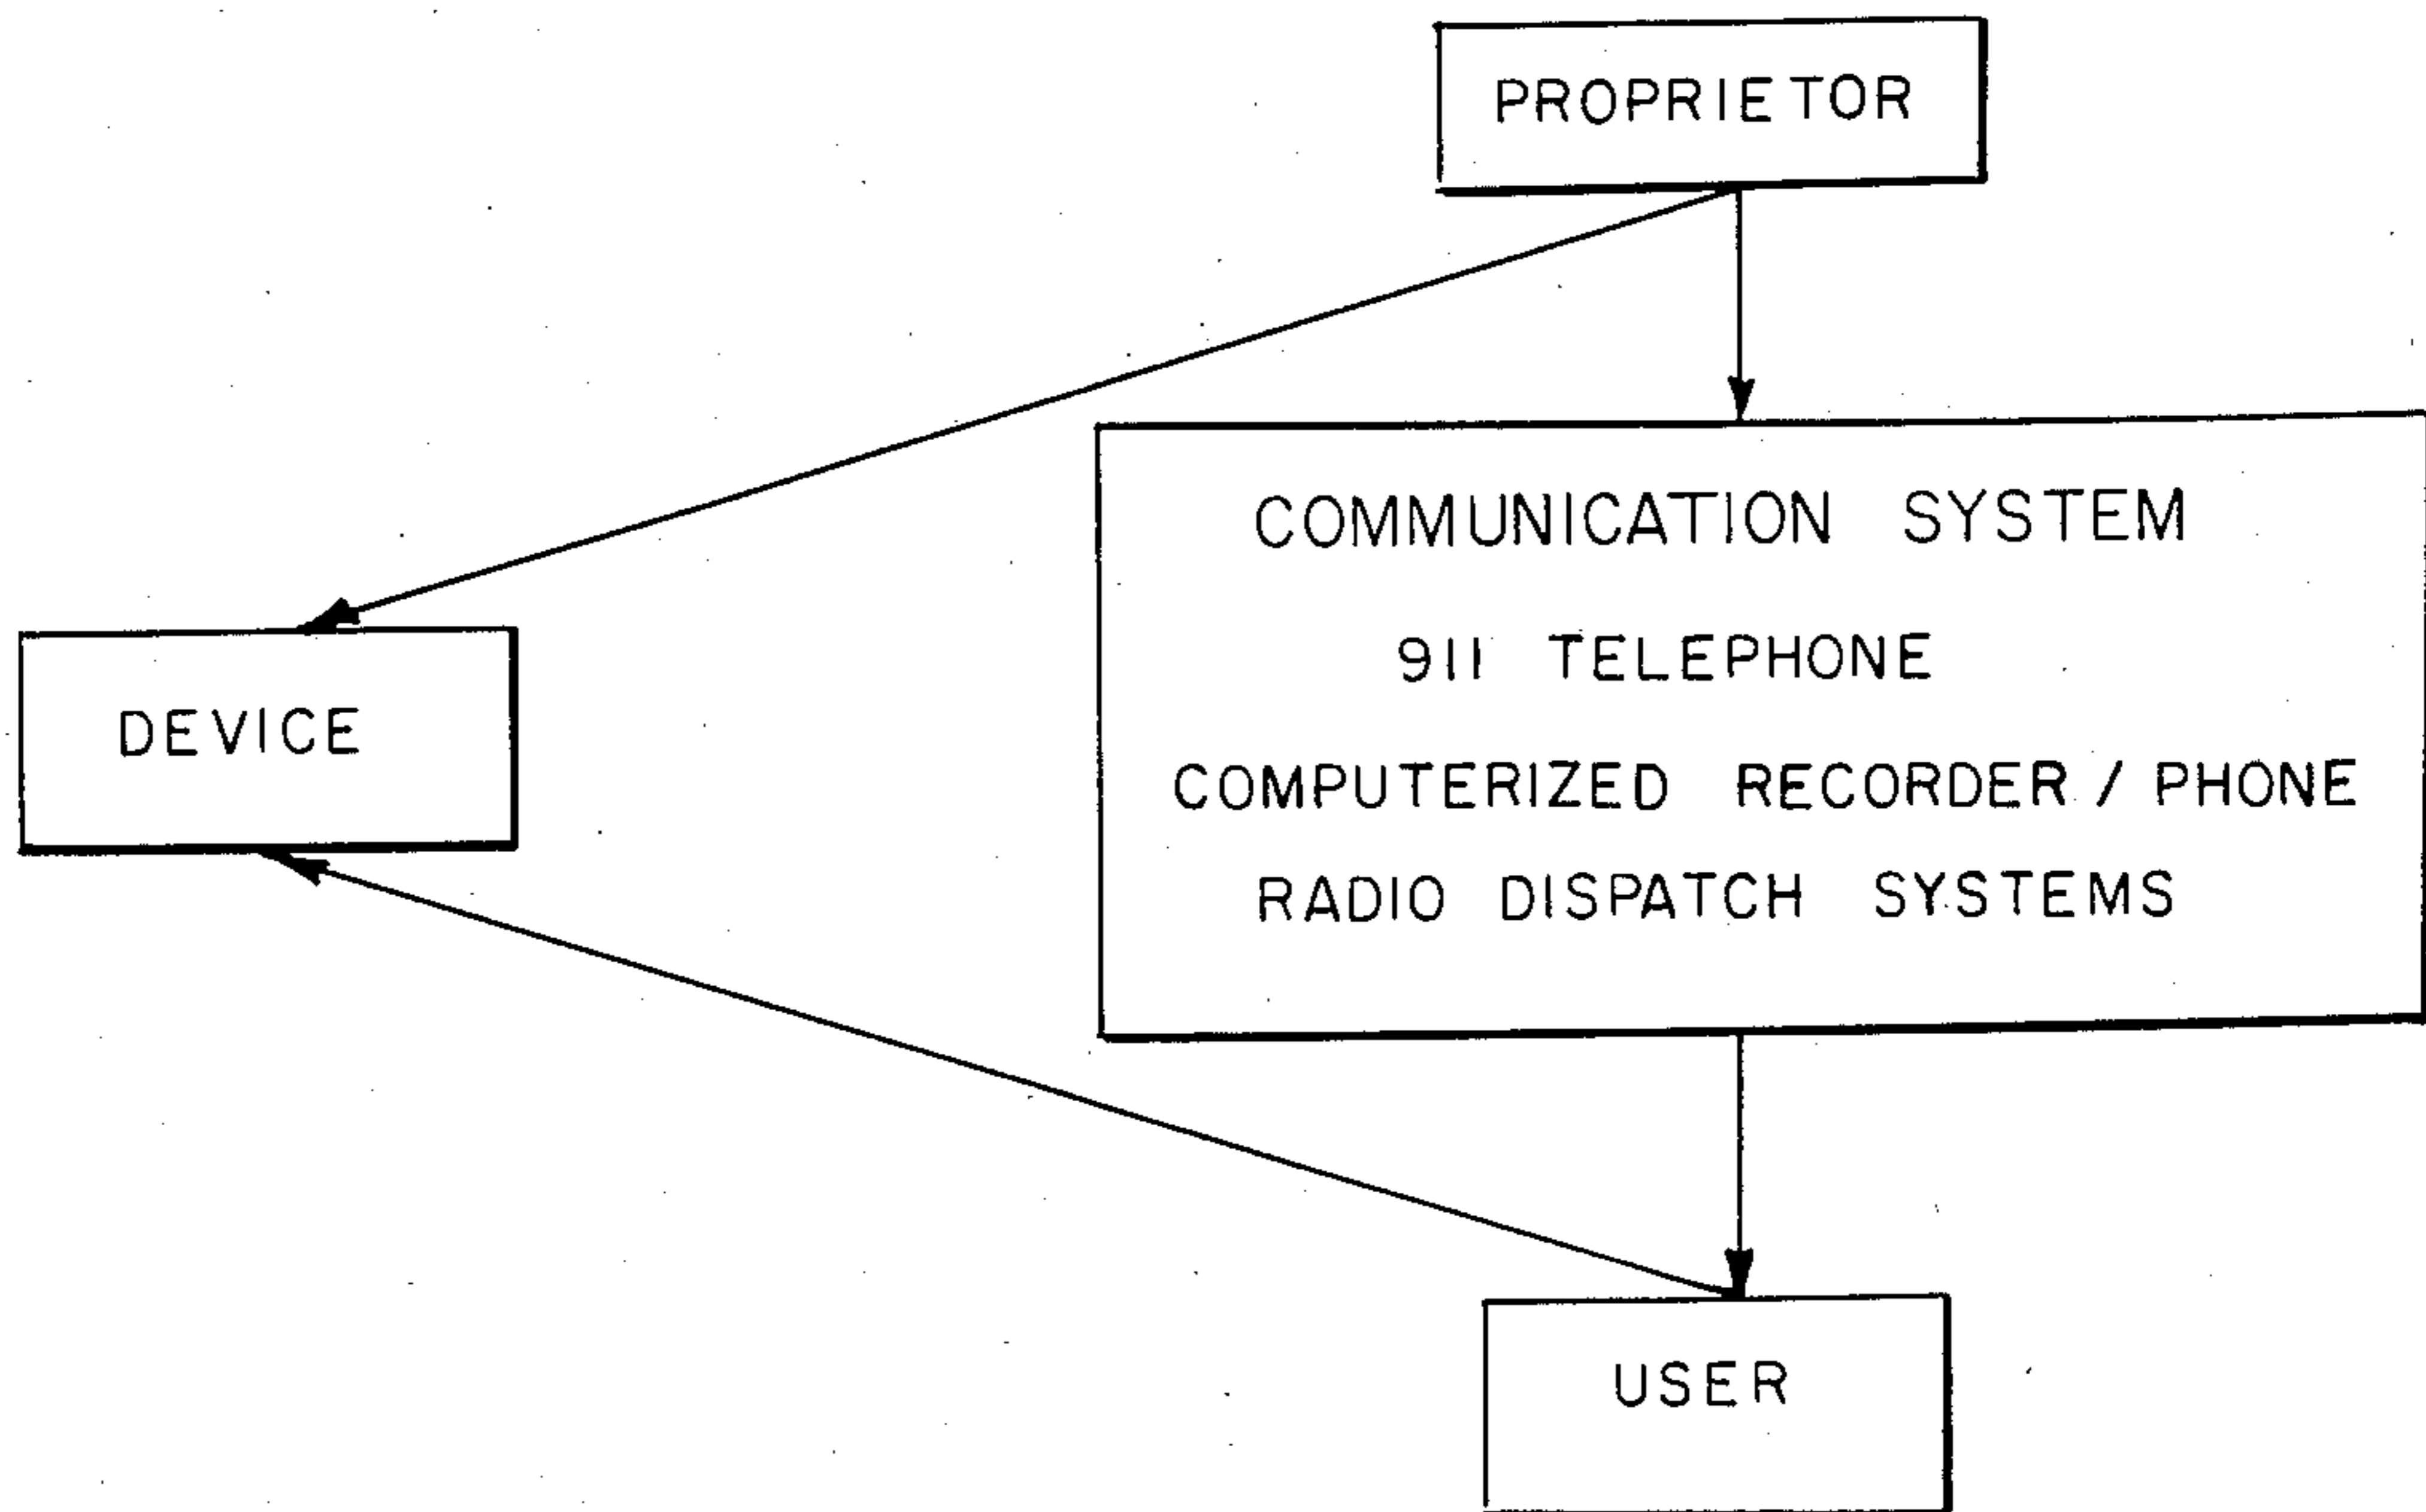 PROPRIETOR
COMMUNICATION SYSTEM
911 TELEPHONE
COMPUTERIZED RECORDER / PHONE
RADIO DISPATCH SYSTEMS
DEVICE
USER